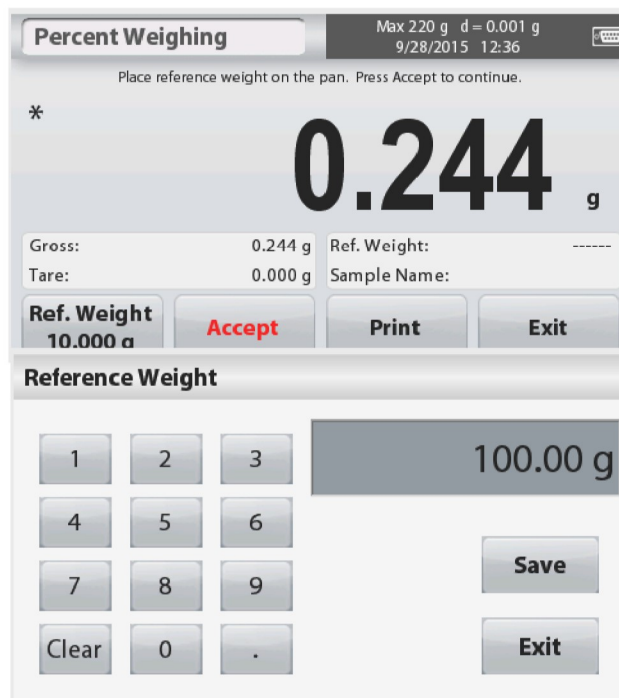 Percent Weighing
Max 220 g d = 0.001 g
9/28/2015 12:36
Place reference weight on the pan. Press Accept to continue.
*
0.244 g
Gross: 0.244 g Ref. Weight: ------
Tare: 0.000 g Sample Name:
Ref. Weight
10.000 g
Accept
Print
Exit
Reference Weight
100.00 g
1 2 3
4 5 6
7 8 9
Clear 0 .
Save
Exit